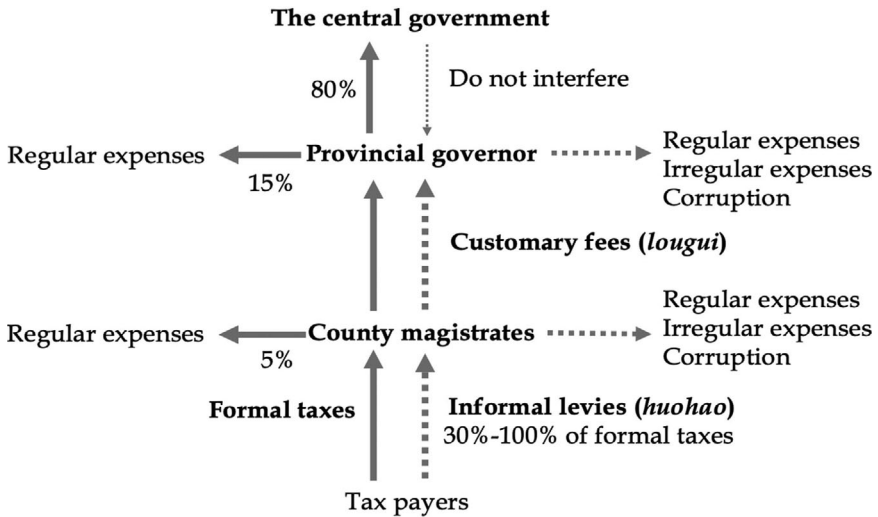 The central government
80%
Do not interfere
Regular expenses
15%
Provincial governor
Regular expenses
Irregular expenses
Corruption
Customary fees (lougui)
Regular expenses
5%
County magistrates
Regular expenses
Irregular expenses
Corruption
Formal taxes
Informal levies (huohao)
30%-100% of formal taxes
Tax payers